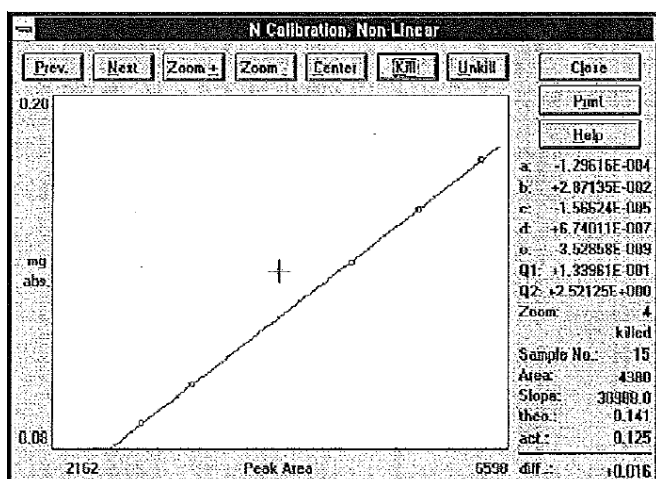 N Calibration, Non-Linear
Prev. Next Zoom + Zoom - Center Kill Unkill Close
Print
Help
0.20
mg
abs.
0.08
2162 Peak Area 6598
a: -1.29616E-004
b: +2.87135E-002
c: -1.56624E-005
d: +6.74011E-007
o: 3.52858E-009
Q1: +1.33961E-001
Q2: +2.52125E+000
Zoom: 4
killed
Sample No.: 15
Area: 4380
Slope: 38988.0
theo.: 0.141
act.: 0.125
diff.: +0.016